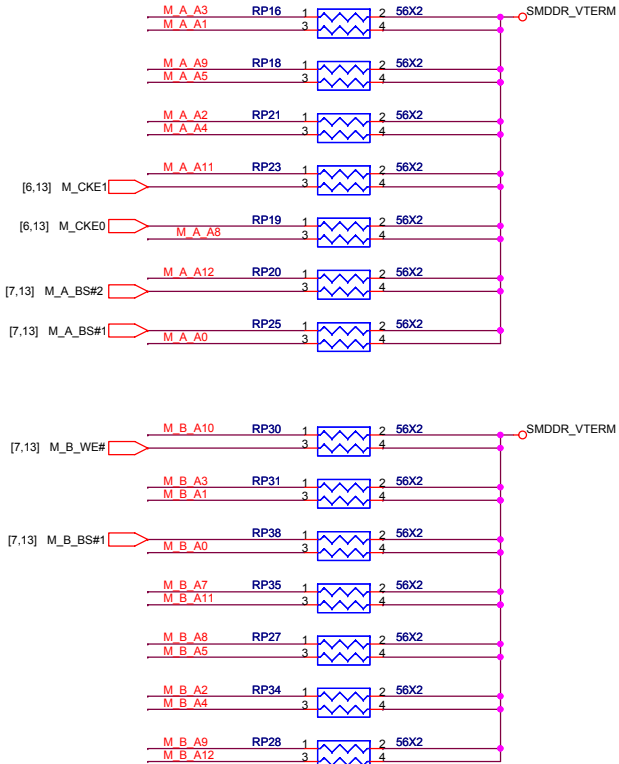 M_A_A3 RP16 1 2 56X2 SMDDR_VTERM
M_A_A1 3 4
M_A_A9 RP18 1 2 56X2
M_A_A5 3 4
M_A_A2 RP21 1 2 56X2
M_A_A4 3 4
M_A_A11 RP23 1 2 56X2
[6,13] M_CKE1 3 4
[6,13] M_CKE0 RP19 1 2 56X2
M_A_A8 3 4
M_A_A12 RP20 1 2 56X2
[7,13] M_A_BS#2 3 4
[7,13] M_A_BS#1 RP25 1 2 56X2
M_A_A0 3 4
M_B_A10 RP30 1 2 56X2 SMDDR_VTERM
[7,13] M_B_WE# 3 4
M_B_A3 RP31 1 2 56X2
M_B_A1 3 4
[7,13] M_B_BS#1 RP38 1 2 56X2
M_B_A0 3 4
M_B_A7 RP35 1 2 56X2
M_B_A11 3 4
M_B_A8 RP27 1 2 56X2
M_B_A5 3 4
M_B_A2 RP34 1 2 56X2
M_B_A4 3 4
M_B_A9 RP28 1 2 56X2
M_B_A12 3 4